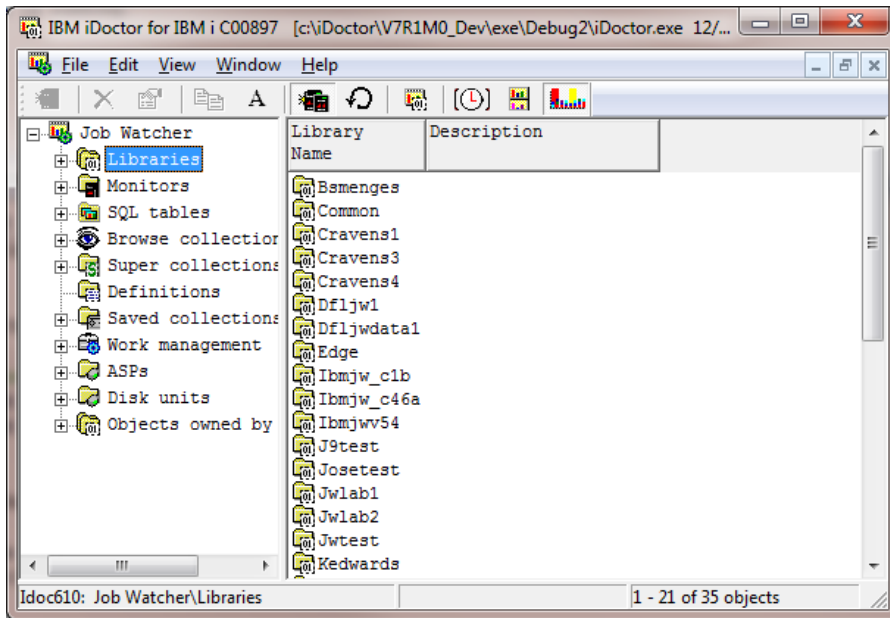 IBM iDoctor for IBM i C00897 [c:\iDoctor\V7R1M0_Dev\exe\Debug2\iDoctor.exe 12/...
File Edit View Window Help
A
Job Watcher
Libraries
Monitors
SQL tables
Browse collection
Super collections
Definitions
Saved collections
Work management
ASPs
Disk units
Objects owned by
Library Name
Description
Bsmenges
Common
Cravens1
Cravens3
Cravens4
Dfljw1
Dfljwdata1
Edge
Ibmjw_c1b
Ibmjw_c46a
Ibmjwv54
J9test
Josetest
Jwlab1
Jwlab2
Jwtest
Kedwards
Idoc610: Job Watcher\Libraries
1 - 21 of 35 objects